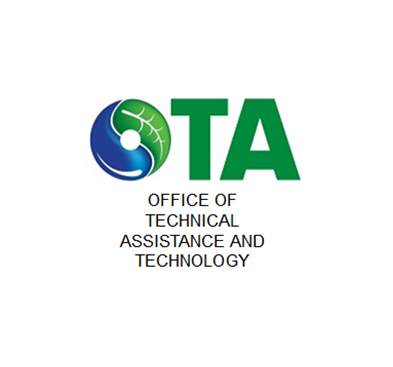 OTA
OFFICE OF
TECHNICAL
ASSISTANCE AND
TECHNOLOGY